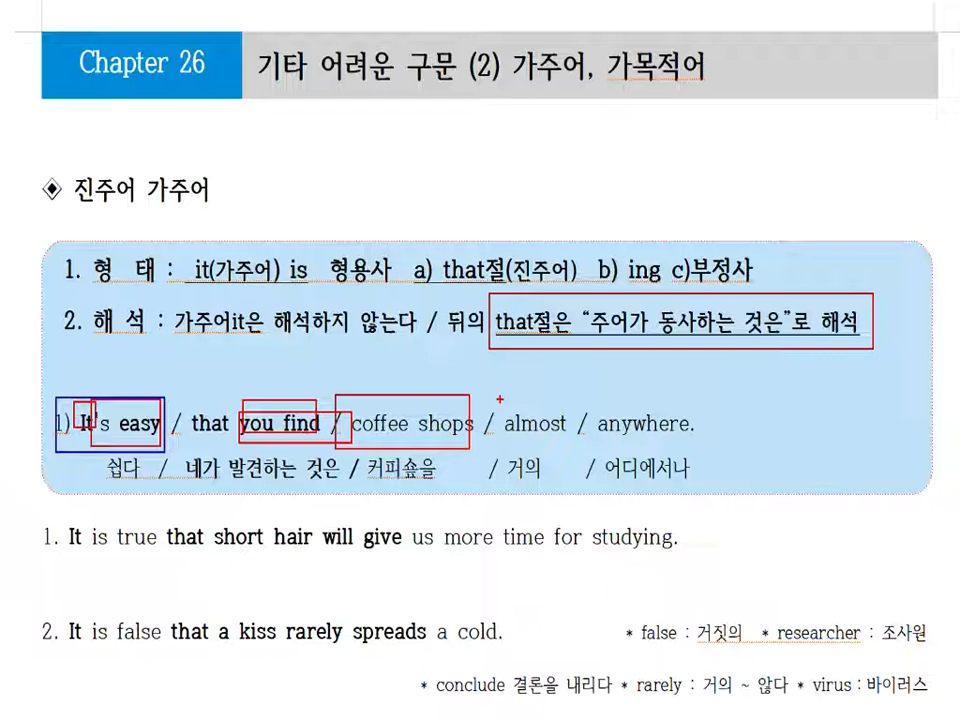 Chapter 26
기타 어려운 구문 (2) 가주어, 가목적어
◈ 진주어 가주어
1. 형 태 : it(가주어) is 형용사 a) that절(진주어) b) ing c)부정사
2. 해 석 : 가주어it은 해석하지 않는다 / 뒤의 that절은 “주어가 동사하는 것은”로 해석
1) It's easy / that you find / coffee shops / almost / anywhere.
쉽다 / 네가 발견하는 것은 / 커피숖을 / 거의 / 어디에서나
1. It is true that short hair will give us more time for studying.
2. It is false that a kiss rarely spreads a cold. * false : 거짓의 * researcher : 조사원
* conclude 결론을 내리다 * rarely : 거의 ~ 않다 * virus : 바이러스